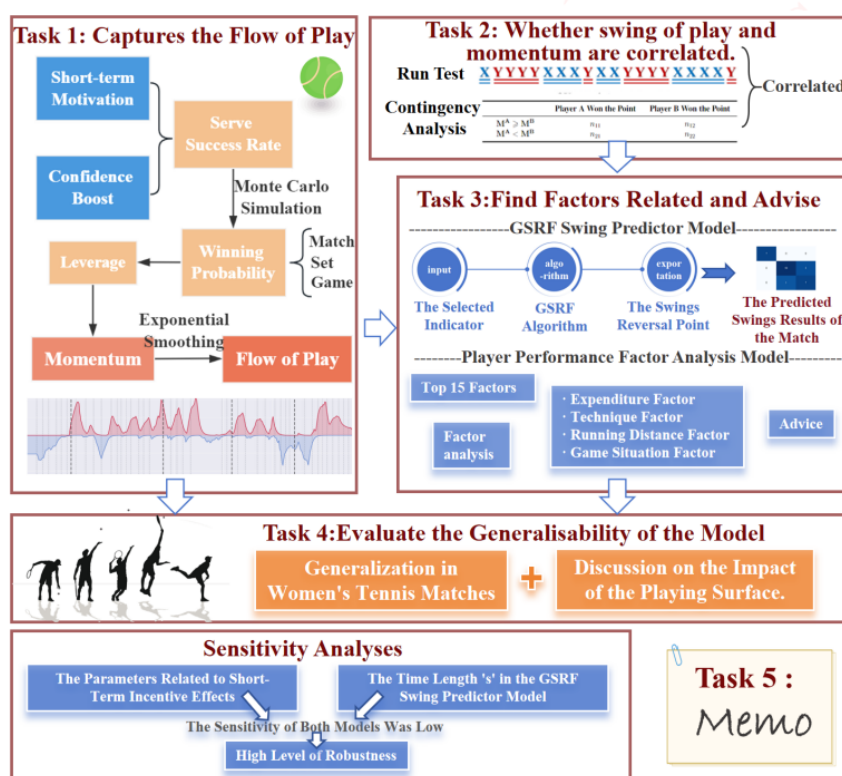 Task 1: Captures the Flow of Play
Short-term
Motivation
Confidence
Boost
Serve
Success Rate
Monte Carlo
Simulation
Winning
Probability
Match
Set
Game
Leverage
Exponential
Smoothing
Momentum
Flow of Play
Task 2: Whether swing of play and
momentum are correlated.
Run Test
XYYYYXXXYXXYYYYXXXXY
Contingency
Analysis
Player A Won the Point
Player B Won the Point
M^A ⩾ M^B n₁₁ n₁₂
M^A < M^B n₂₁ n₂₂
Correlated
Task 3:Find Factors Related and Advise
GSRF Swing Predictor Model
input
algo
-rithm
expor
tation
The Selected
Indicator
GSRF
Algorithm
The Swings
Reversal Point
The Predicted
Swings Results of
the Match
Player Performance Factor Analysis Model
Top 15 Factors
Factor
analysis
· Expenditure Factor
· Technique Factor
· Running Distance Factor
· Game Situation Factor
Advice
Task 4:Evaluate the Generalisability of the Model
Generalization in
Women's Tennis Matches
+
Discussion on the Impact
of the Playing Surface.
Sensitivity Analyses
The Parameters Related to Short-
Term Incentive Effects
The Time Length 's' in the GSRF
Swing Predictor Model
The Sensitivity of Both Models Was Low
High Level of Robustness
Task 5 :
Memo